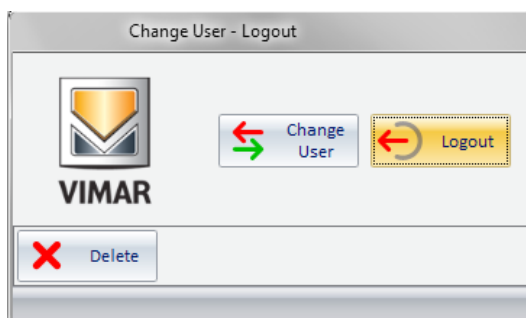 Change User - Logout
Change
User
Logout
VIMAR
Delete